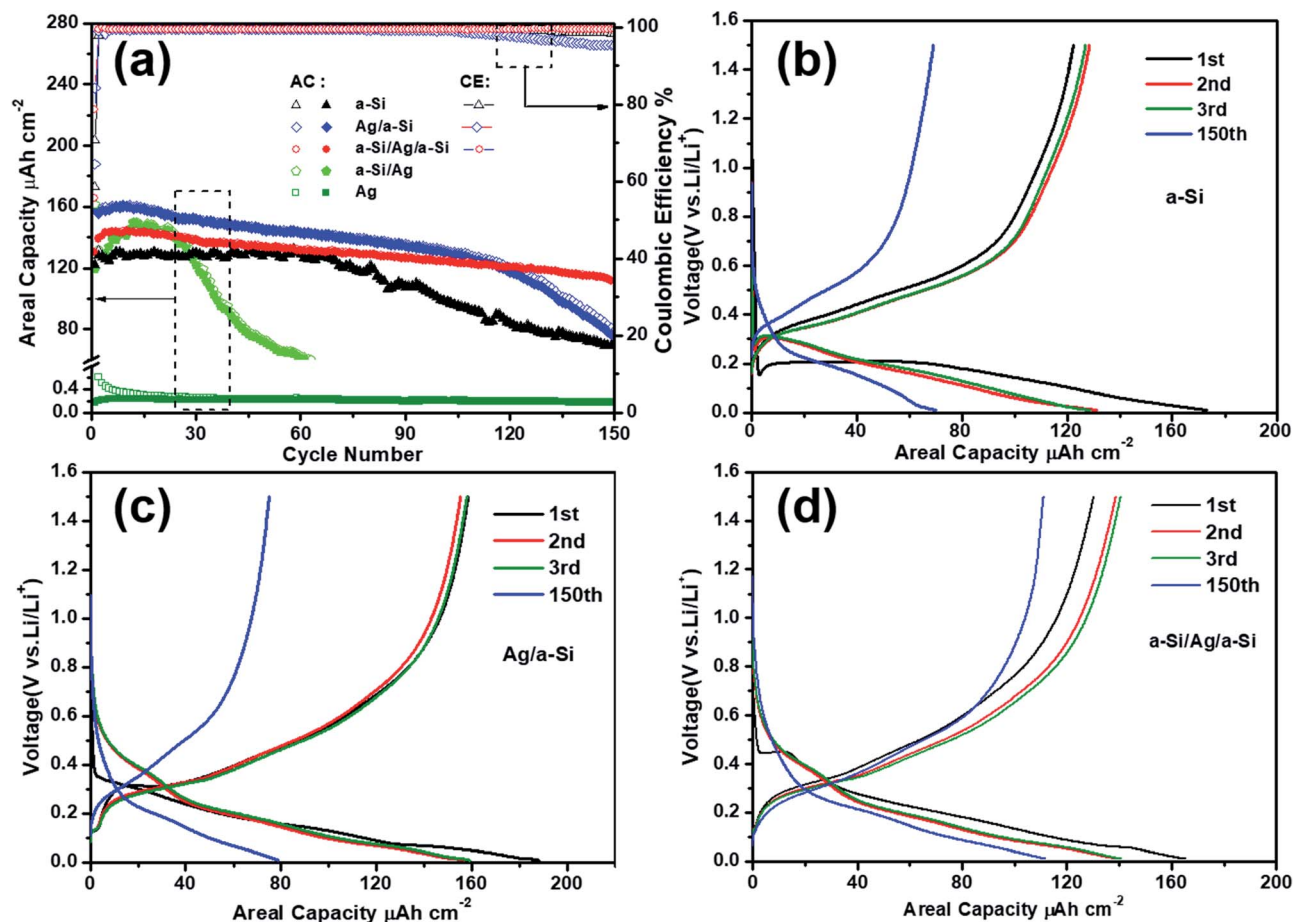 (a)
Areal Capacity µAh cm-2
280
240
200
160
120
80
0.4
0.2
0.0
0 30 60 90 120 150
Cycle Number
100
80
60
40
20
0
Coulombic Efficiency %
AC : CE:
a-Si
Ag/a-Si
a-Si/Ag/a-Si
a-Si/Ag
Ag
(b)
Voltage(V vs.Li/Li+)
1.6
1.4
1.2
1.0
0.8
0.6
0.4
0.2
0.0
0 40 80 120 160 200
Areal Capacity µAh cm-2
1st
2nd
3rd
150th
a-Si
(c)
Voltage(V vs.Li/Li+)
1.6
1.4
1.2
1.0
0.8
0.6
0.4
0.2
0.0
0 40 80 120 160 200
Areal Capacity µAh cm-2
1st
2nd
3rd
150th
Ag/a-Si
(d)
Voltage(V vs.Li/Li+)
1.6
1.4
1.2
1.0
0.8
0.6
0.4
0.2
0.0
0 40 80 120 160 200
Areal Capacity µAh cm-2
1st
2nd
3rd
150th
a-Si/Ag/a-Si